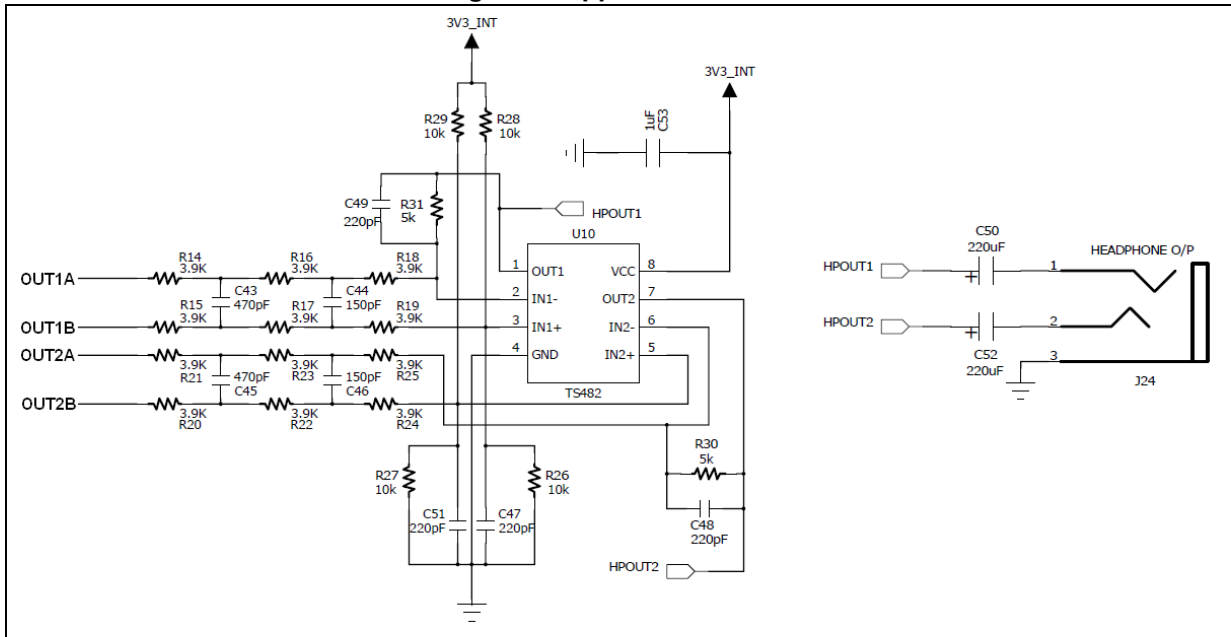 3V3_INT
3V3_INT
R29
10k
R28
10k
1uF
C53
C49
220pF
R31
5k
HPOUT1
U10
C50
220uF
HEADPHONE O/P
R14
3.9K
R16
3.9K
R18
3.9K
OUT1A
1 OUT1 VCC 8
HPOUT1
+
1
C43
470pF
C44
150pF
2 IN1- OUT2 7
R15
3.9K
R17
3.9K
R19
3.9K
OUT1B
3 IN1+ IN2- 6
HPOUT2
+
2
OUT2A
4 GND IN2+ 5
3.9K
R21
470pF
C45
3.9K
R23
150pF
C46
3.9K
R25
C52
220uF
3
TS482
J24
OUT2B
3.9K
R20
3.9K
R22
3.9K
R24
R30
5k
R27
10k
R26
10k
C51
220pF
C47
220pF
C48
220pF
HPOUT2